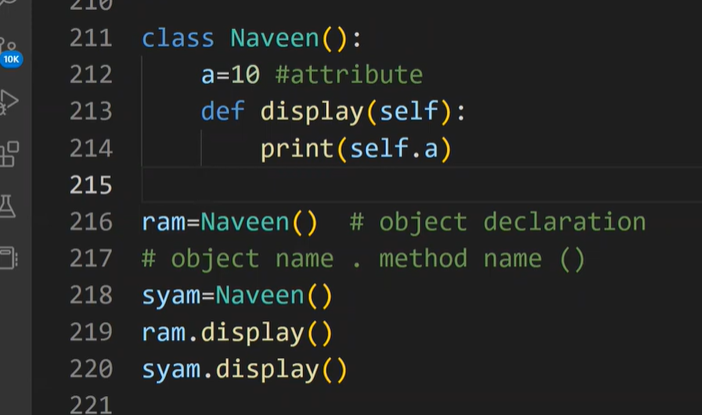 210
211 class Naveen():
212     a=10 #attribute
213     def display(self):
214         print(self.a)
215
216 ram=Naveen()  # object declaration
217 # object name . method name ()
218 syam=Naveen()
219 ram.display()
220 syam.display()
221
10K